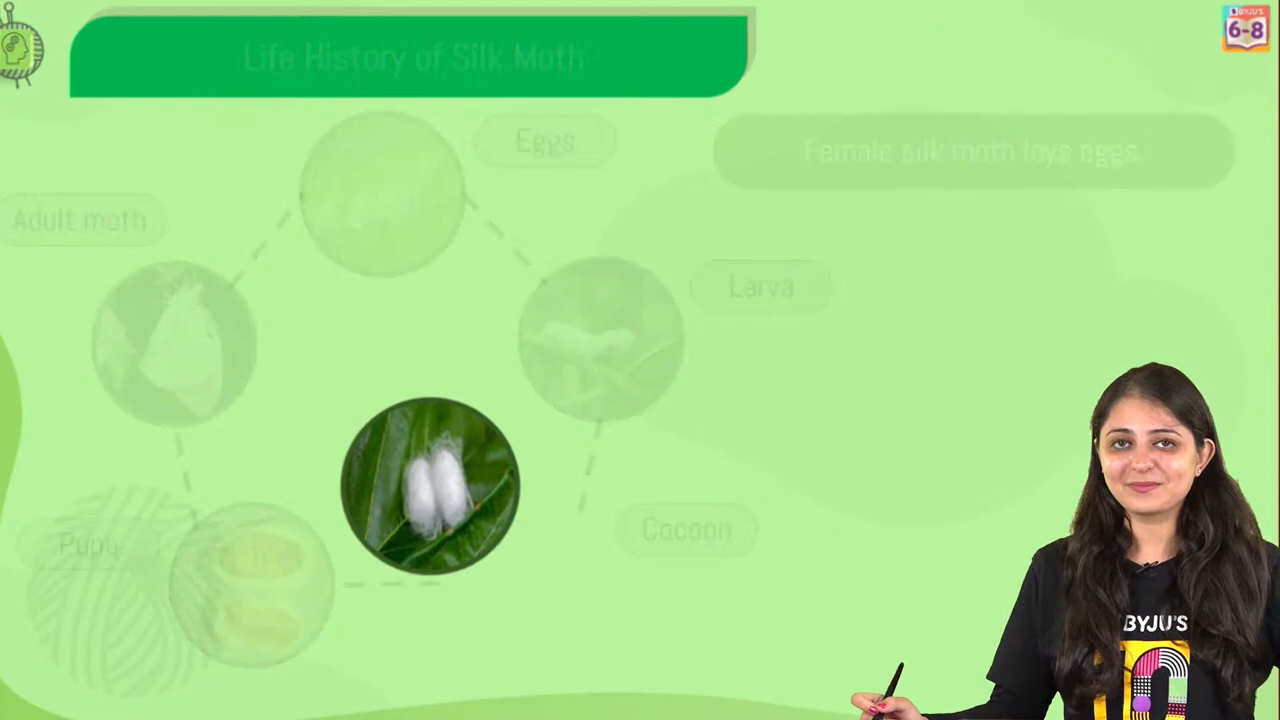 Life History of Silk Moth
BYJU'S
6-8
Eggs
Female silk moth lays eggs
Adult moth
Larva
Cocoon
Pupa
BYJU'S
10